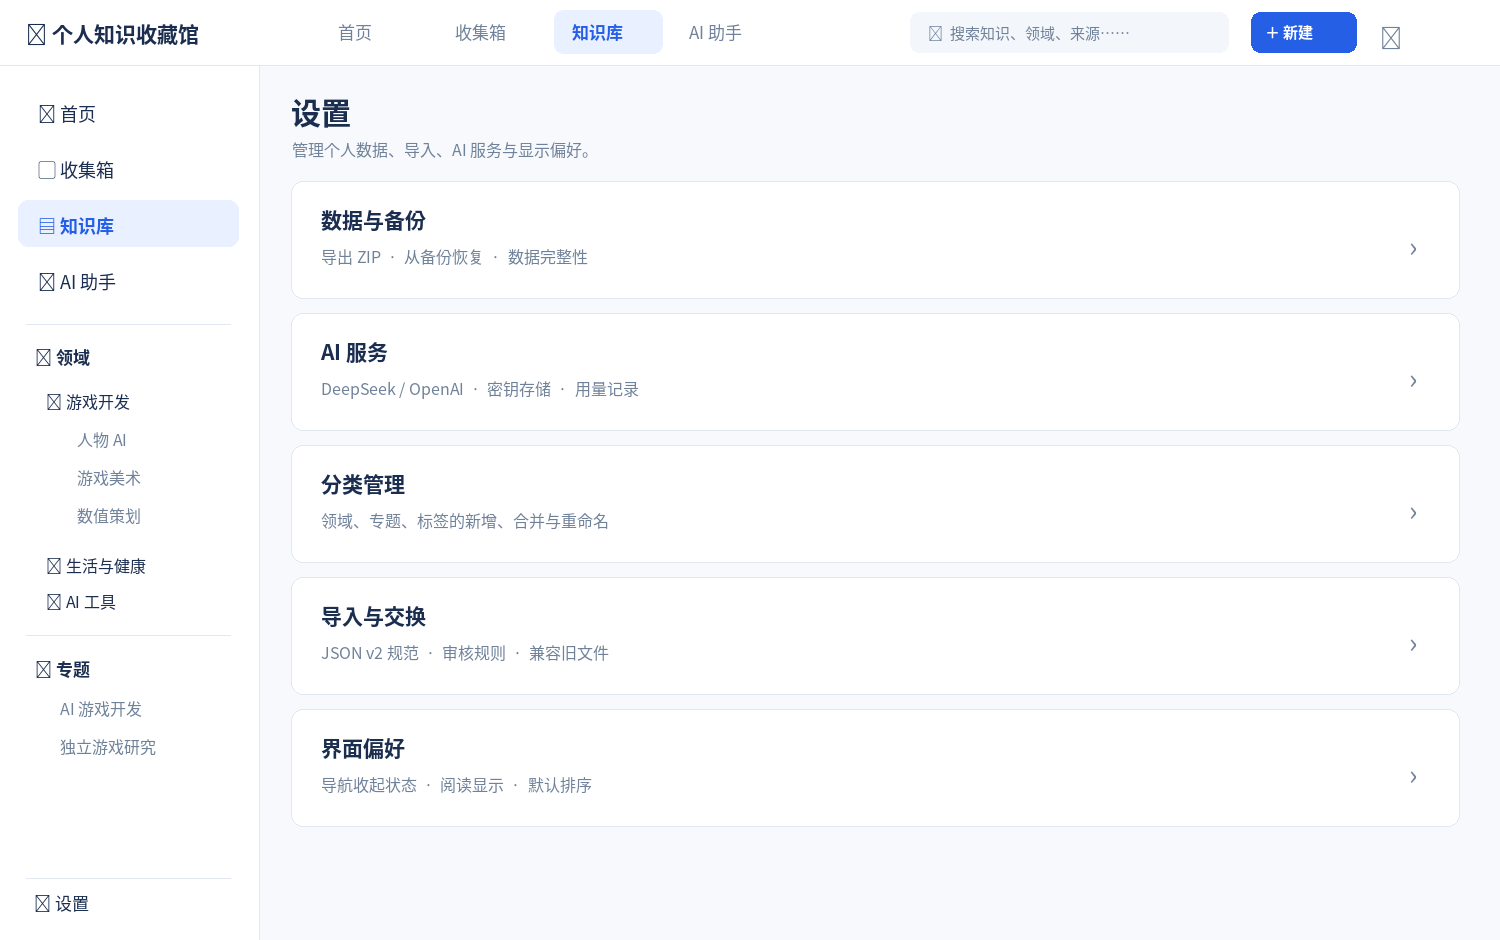 个人知识收藏馆
首页
收集箱
知识库
AI 助手
搜索知识、领域、来源……
+ 新建
首页
收集箱
知识库
AI 助手
领域
游戏开发
人物 AI
游戏美术
数值策划
生活与健康
AI 工具
专题
AI 游戏开发
独立游戏研究
设置
设置
管理个人数据、导入、AI 服务与显示偏好。
数据与备份
导出 ZIP · 从备份恢复 · 数据完整性
AI 服务
DeepSeek / OpenAI · 密钥存储 · 用量记录
分类管理
领域、专题、标签的新增、合并与重命名
导入与交换
JSON v2 规范 · 审核规则 · 兼容旧文件
界面偏好
导航收起状态 · 阅读显示 · 默认排序